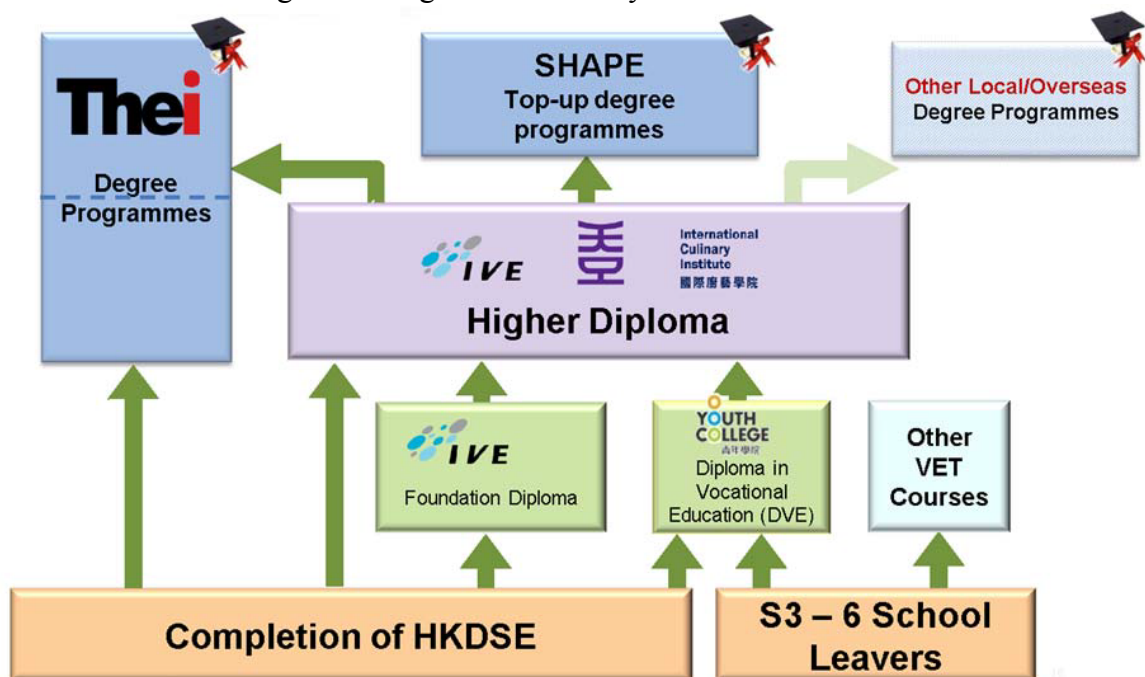 Thei
Degree
Programmes
SHAPE
Top-up degree
programmes
Other Local/Overseas
Degree Programmes
IVE
International
Culinary
Institute
國際廚藝學院
Higher Diploma
IVE
Foundation Diploma
YOUTH
COLLEGE
青年學院
Diploma in
Vocational
Education (DVE)
Other
VET
Courses
Completion of HKDSE
S3 – 6 School
Leavers